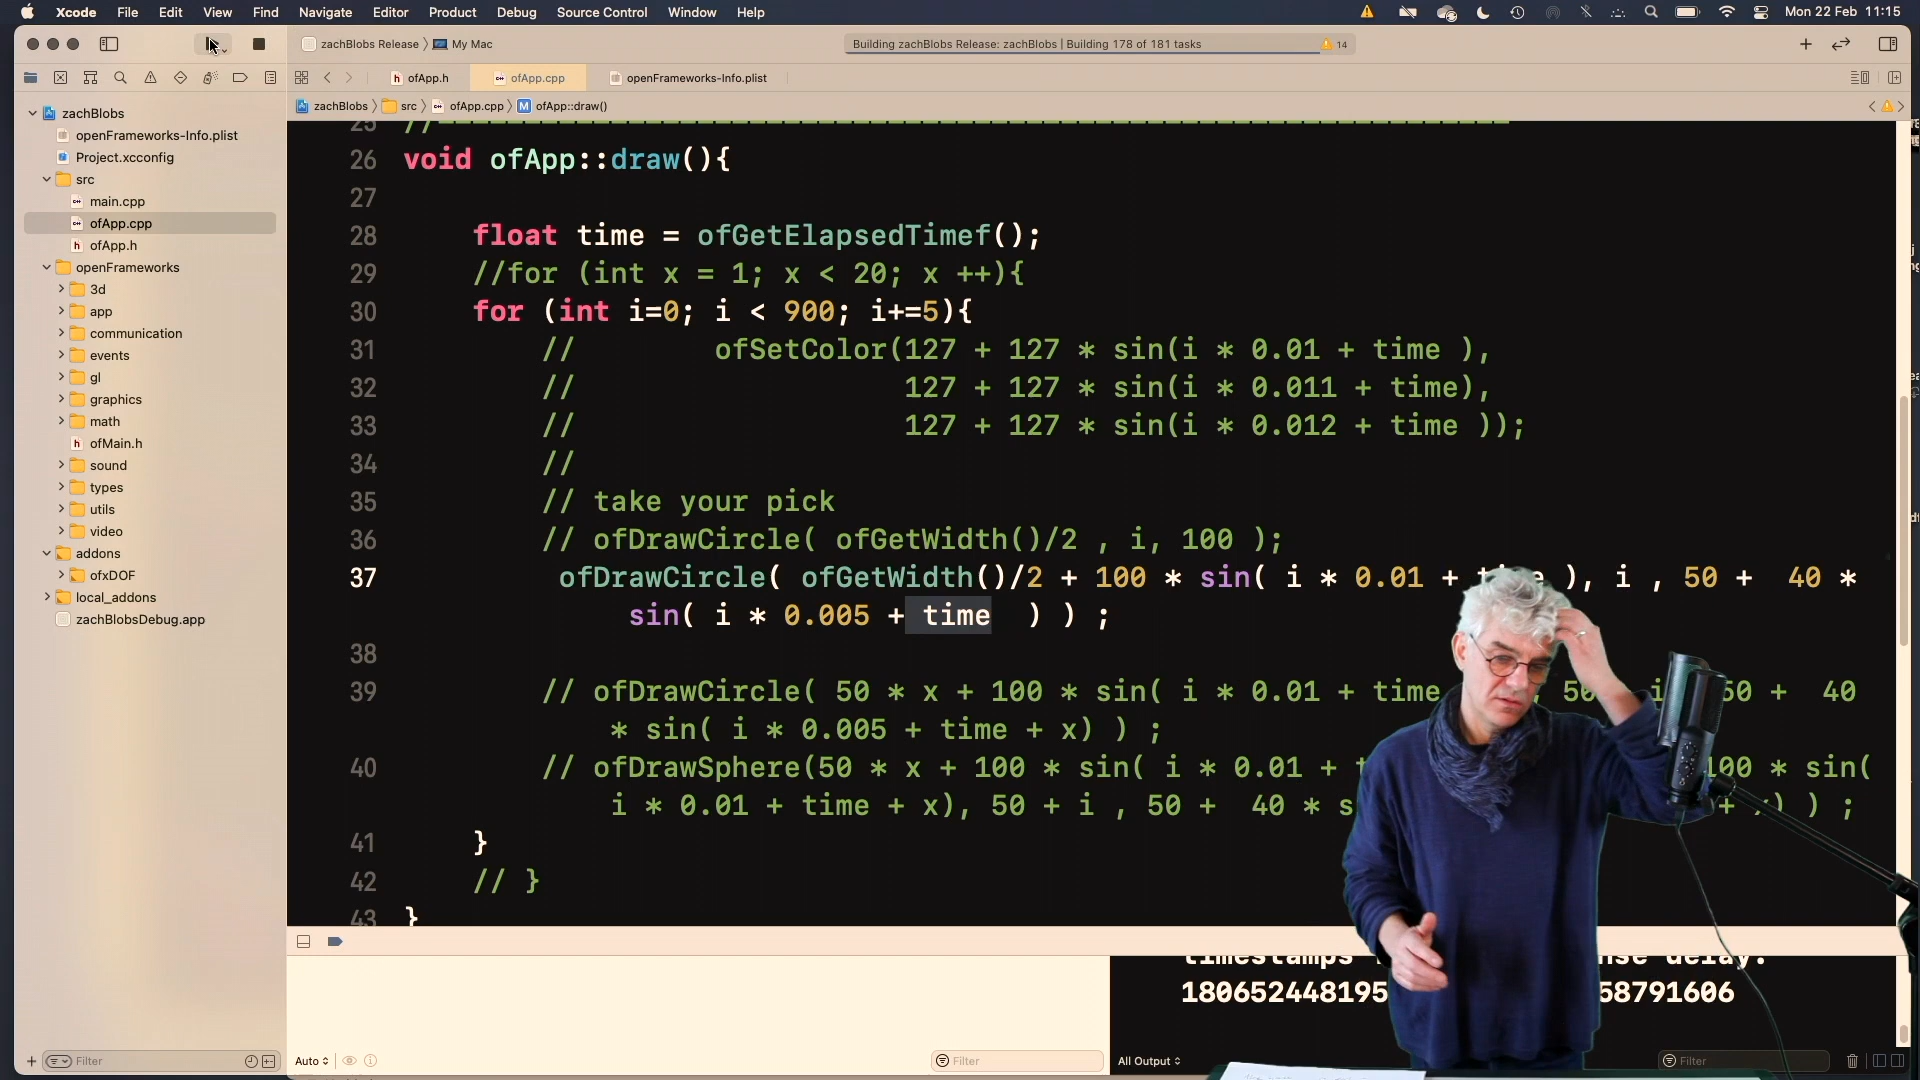 Xcode File Edit View Find Navigate Editor Product Debug Source Control Window Help
Mon 22 Feb 11:15
zachBlobs Release 〉 My Mac
Building zachBlobs Release: zachBlobs | Building 178 of 181 tasks
14
ofApp.h
ofApp.cpp
openFrameworks-Info.plist
zachBlobs 〉 src 〉 ofApp.cpp 〉 M ofApp::draw()
zachBlobs
openFrameworks-Info.plist
Project.xcconfig
src
main.cpp
ofApp.cpp
ofApp.h
openFrameworks
3d
app
communication
events
gl
graphics
math
ofMain.h
sound
types
utils
video
addons
ofxDOF
local_addons
zachBlobsDebug.app
Filter
25 //
26 void ofApp::draw(){
27
28 float time = ofGetElapsedTimef();
29 //for (int x = 1; x < 20; x ++){
30 for (int i=0; i < 900; i+=5){
31 // ofSetColor(127 + 127 * sin(i * 0.01 + time ),
32 // 127 + 127 * sin(i * 0.011 + time),
33 // 127 + 127 * sin(i * 0.012 + time ));
34 //
35 // take your pick
36 // ofDrawCircle( ofGetWidth()/2 , i, 100 );
37 ofDrawCircle( ofGetWidth()/2 + 100 * sin( i * 0.01 + time ), i , 50 + 40 *
sin( i * 0.005 + time ) ) ;
38
39 // ofDrawCircle( 50 * x + 100 * sin( i * 0.01 + time 50 + 40
* sin( i * 0.005 + time + x) ) ;
40 // ofDrawSphere(50 * x + 100 * sin( i * 0.01 + 100 * sin(
i * 0.01 + time + x), 50 + i , 50 + 40 * + x) ) ;
41 }
42 // }
43 }
Auto
Filter
timestamps delay:
180652448195 58791606
All Output
Filter